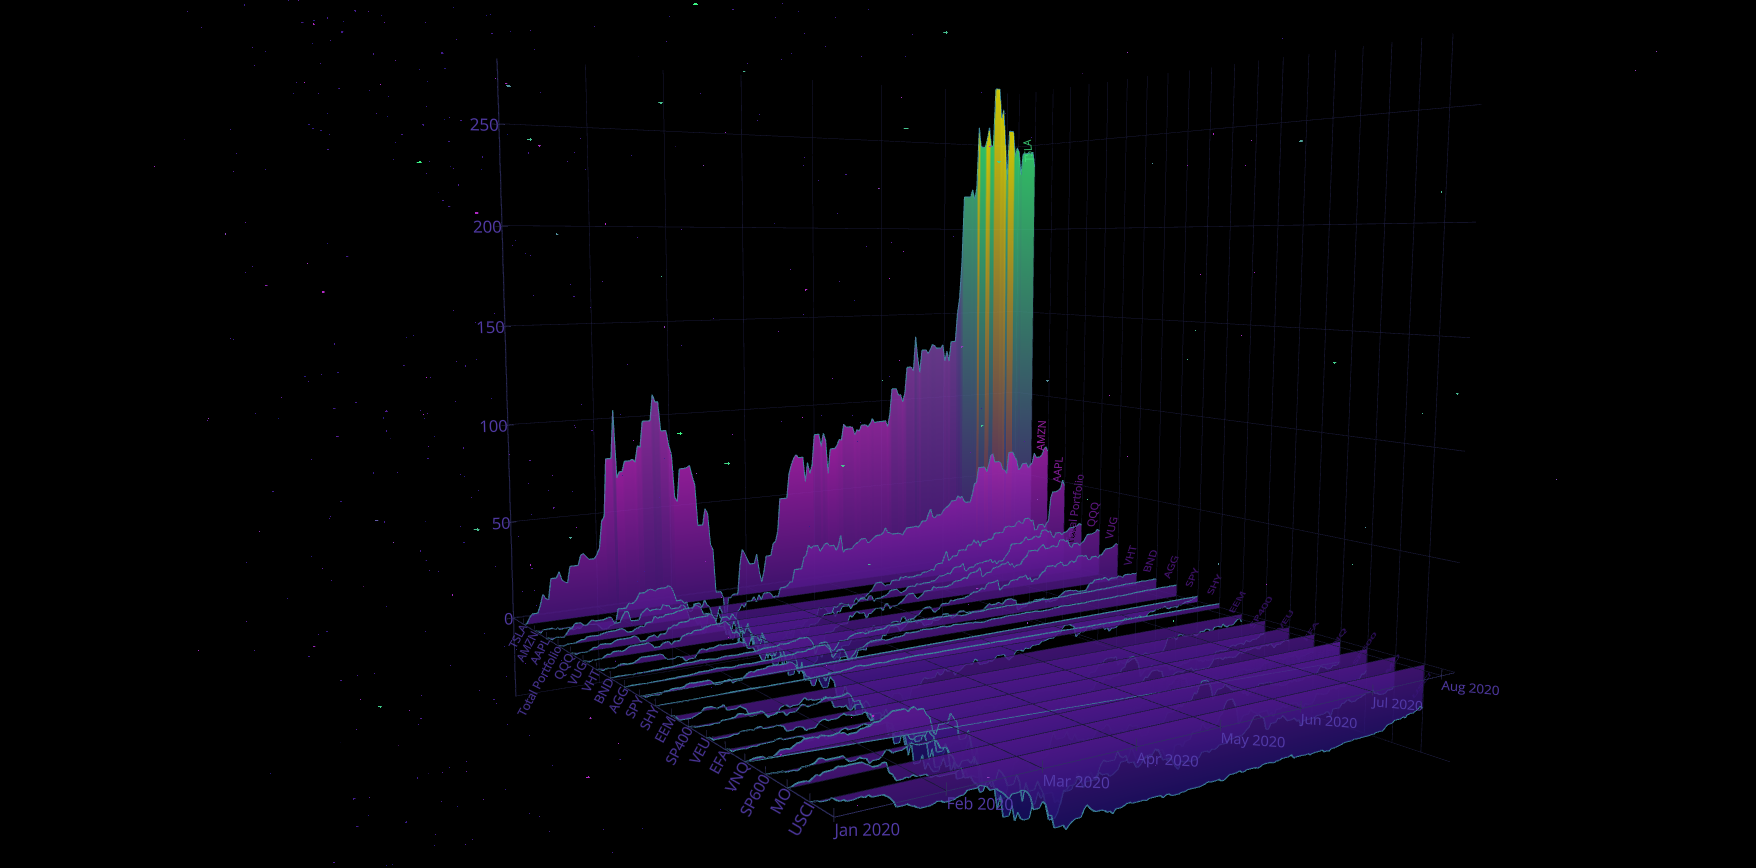 250
200
150
100
50
0
TSLA
AMZN
AAPL
Total Portfolio
QQQ
VUG
VHT
BND
AGG
SPY
SHY
EEM
SP400
VEU
EFA
VNQ
SP600
MO
USCI
Jan 2020
Feb 2020
Mar 2020
Apr 2020
May 2020
Jun 2020
Jul 2020
Aug 2020
AMZN
AAPL
Portfolio
QQQ
VUG
VHT
BND
AGG
SPY
SHY
EEM